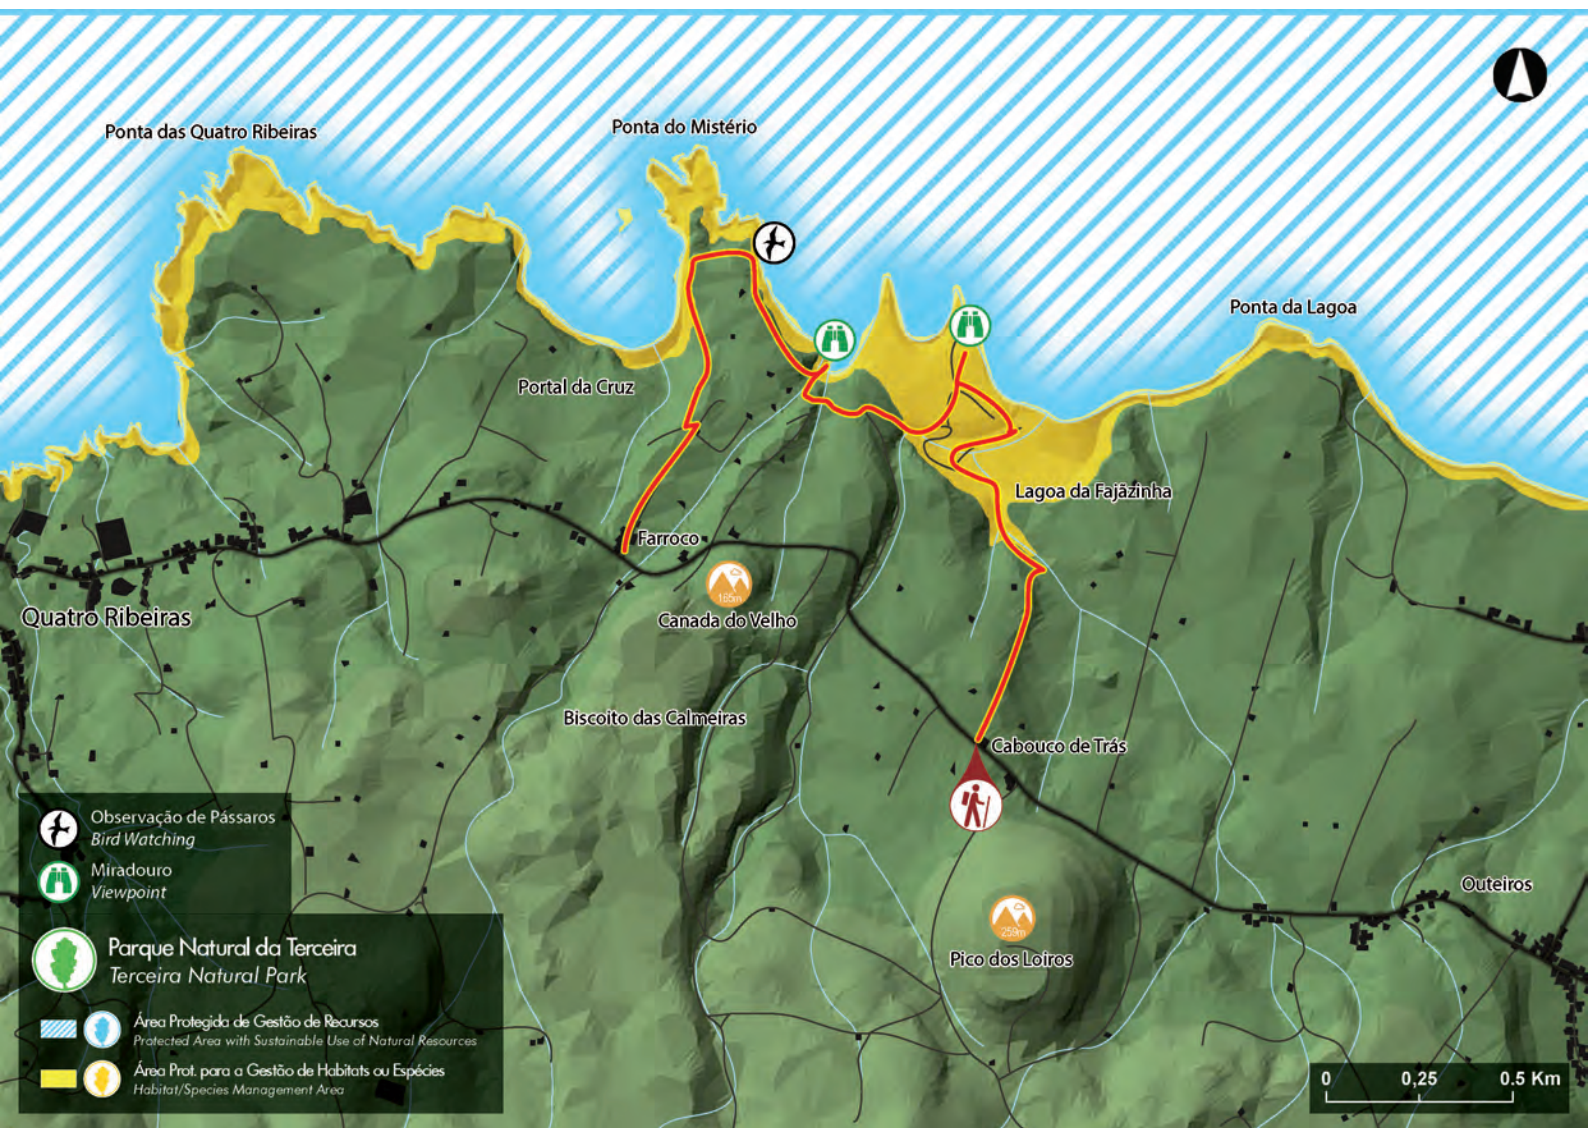 Ponta do Mistério
Ponta das Quatro Ribeiras
Ponta da Lagoa
Portal da Cruz
Lagoa da Fajãzinha
Farroco
165m
Canada do Velho
Quatro Ribeiras
Biscoito das Calmeiras
Cabouco de Trás
Outeiros
259m
Pico dos Loiros
Observação de Pássaros
Bird Watching
Miradouro
Viewpoint
Parque Natural da Terceira
Terceira Natural Park
Área Protegida de Gestão de Recursos
Protected Area with Sustainable Use of Natural Resources
Área Prot. para a Gestão de Habitats ou Espécies
Habitat/Species Management Area
0 0,25 0.5 Km